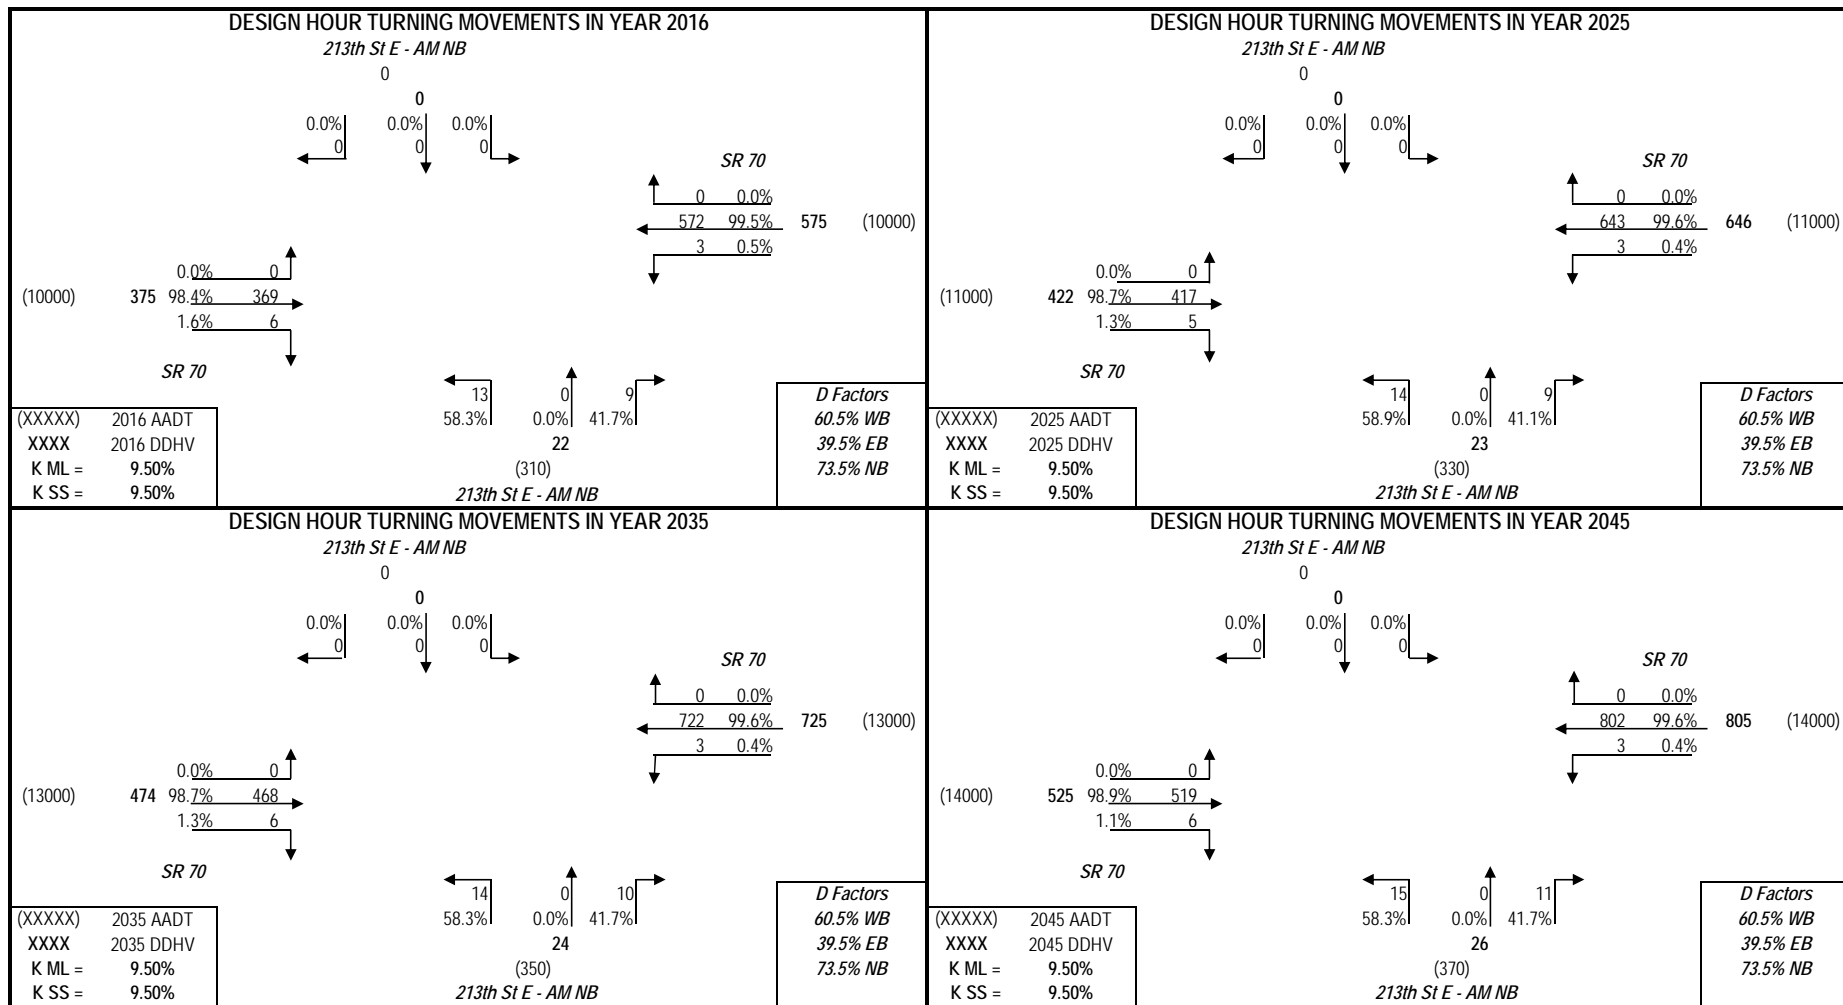 DESIGN HOUR TURNING MOVEMENTS IN YEAR 2016
213th St E - AM NB
0
0
0.0% 0.0% 0.0%
0 0 0
SR 70
0 0.0%
572 99.5% 575 (10000)
3 0.5%
0.0% 0
(10000) 375 98.4% 369
1.6% 6
SR 70
13 0 9
58.3% 0.0% 41.7%
22
(310)
213th St E - AM NB
(XXXXX) 2016 AADT
XXXX 2016 DDHV
K ML = 9.50%
K SS = 9.50%
D Factors
60.5% WB
39.5% EB
73.5% NB
DESIGN HOUR TURNING MOVEMENTS IN YEAR 2025
213th St E - AM NB
0
0
0.0% 0.0% 0.0%
0 0 0
SR 70
0 0.0%
643 99.6% 646 (11000)
3 0.4%
0.0% 0
(11000) 422 98.7% 417
1.3% 5
SR 70
14 0 9
58.9% 0.0% 41.1%
23
(330)
213th St E - AM NB
(XXXXX) 2025 AADT
XXXX 2025 DDHV
K ML = 9.50%
K SS = 9.50%
D Factors
60.5% WB
39.5% EB
73.5% NB
DESIGN HOUR TURNING MOVEMENTS IN YEAR 2035
213th St E - AM NB
0
0
0.0% 0.0% 0.0%
0 0 0
SR 70
0 0.0%
722 99.6% 725 (13000)
3 0.4%
0.0% 0
(13000) 474 98.7% 468
1.3% 6
SR 70
14 0 10
58.3% 0.0% 41.7%
24
(350)
213th St E - AM NB
(XXXXX) 2035 AADT
XXXX 2035 DDHV
K ML = 9.50%
K SS = 9.50%
D Factors
60.5% WB
39.5% EB
73.5% NB
DESIGN HOUR TURNING MOVEMENTS IN YEAR 2045
213th St E - AM NB
0
0
0.0% 0.0% 0.0%
0 0 0
SR 70
0 0.0%
802 99.6% 805 (14000)
3 0.4%
0.0% 0
(14000) 525 98.9% 519
1.1% 6
SR 70
15 0 11
58.3% 0.0% 41.7%
26
(370)
213th St E - AM NB
(XXXXX) 2045 AADT
XXXX 2045 DDHV
K ML = 9.50%
K SS = 9.50%
D Factors
60.5% WB
39.5% EB
73.5% NB